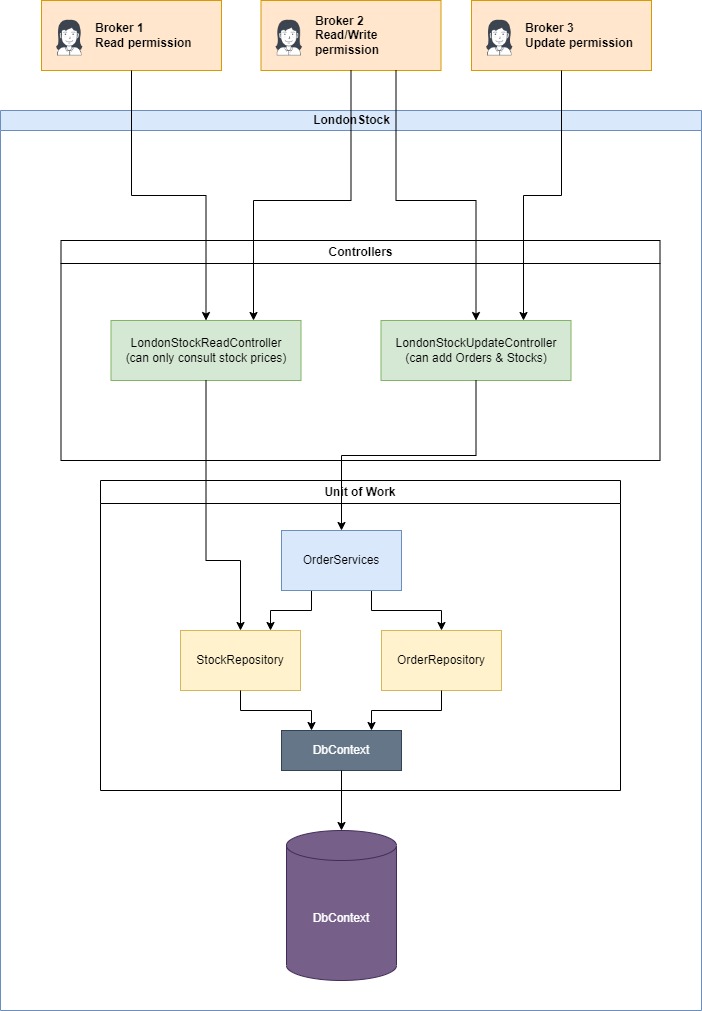 Broker 1
Read permission
Broker 2
Read/Write
permission
Broker 3
Update permission
LondonStock
Controllers
LondonStockReadController
(can only consult stock prices)
LondonStockUpdateController
(can add Orders & Stocks)
Unit of Work
OrderServices
StockRepository
OrderRepository
DbContext
DbContext